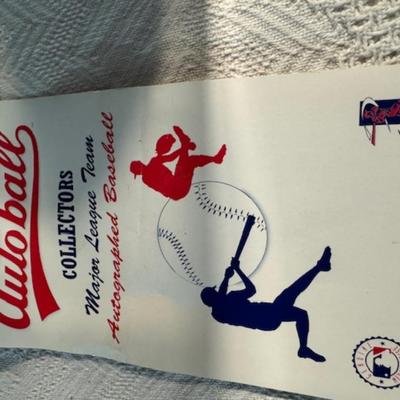 Autoball
COLLECTORS
Major League Team
Autographed Baseball